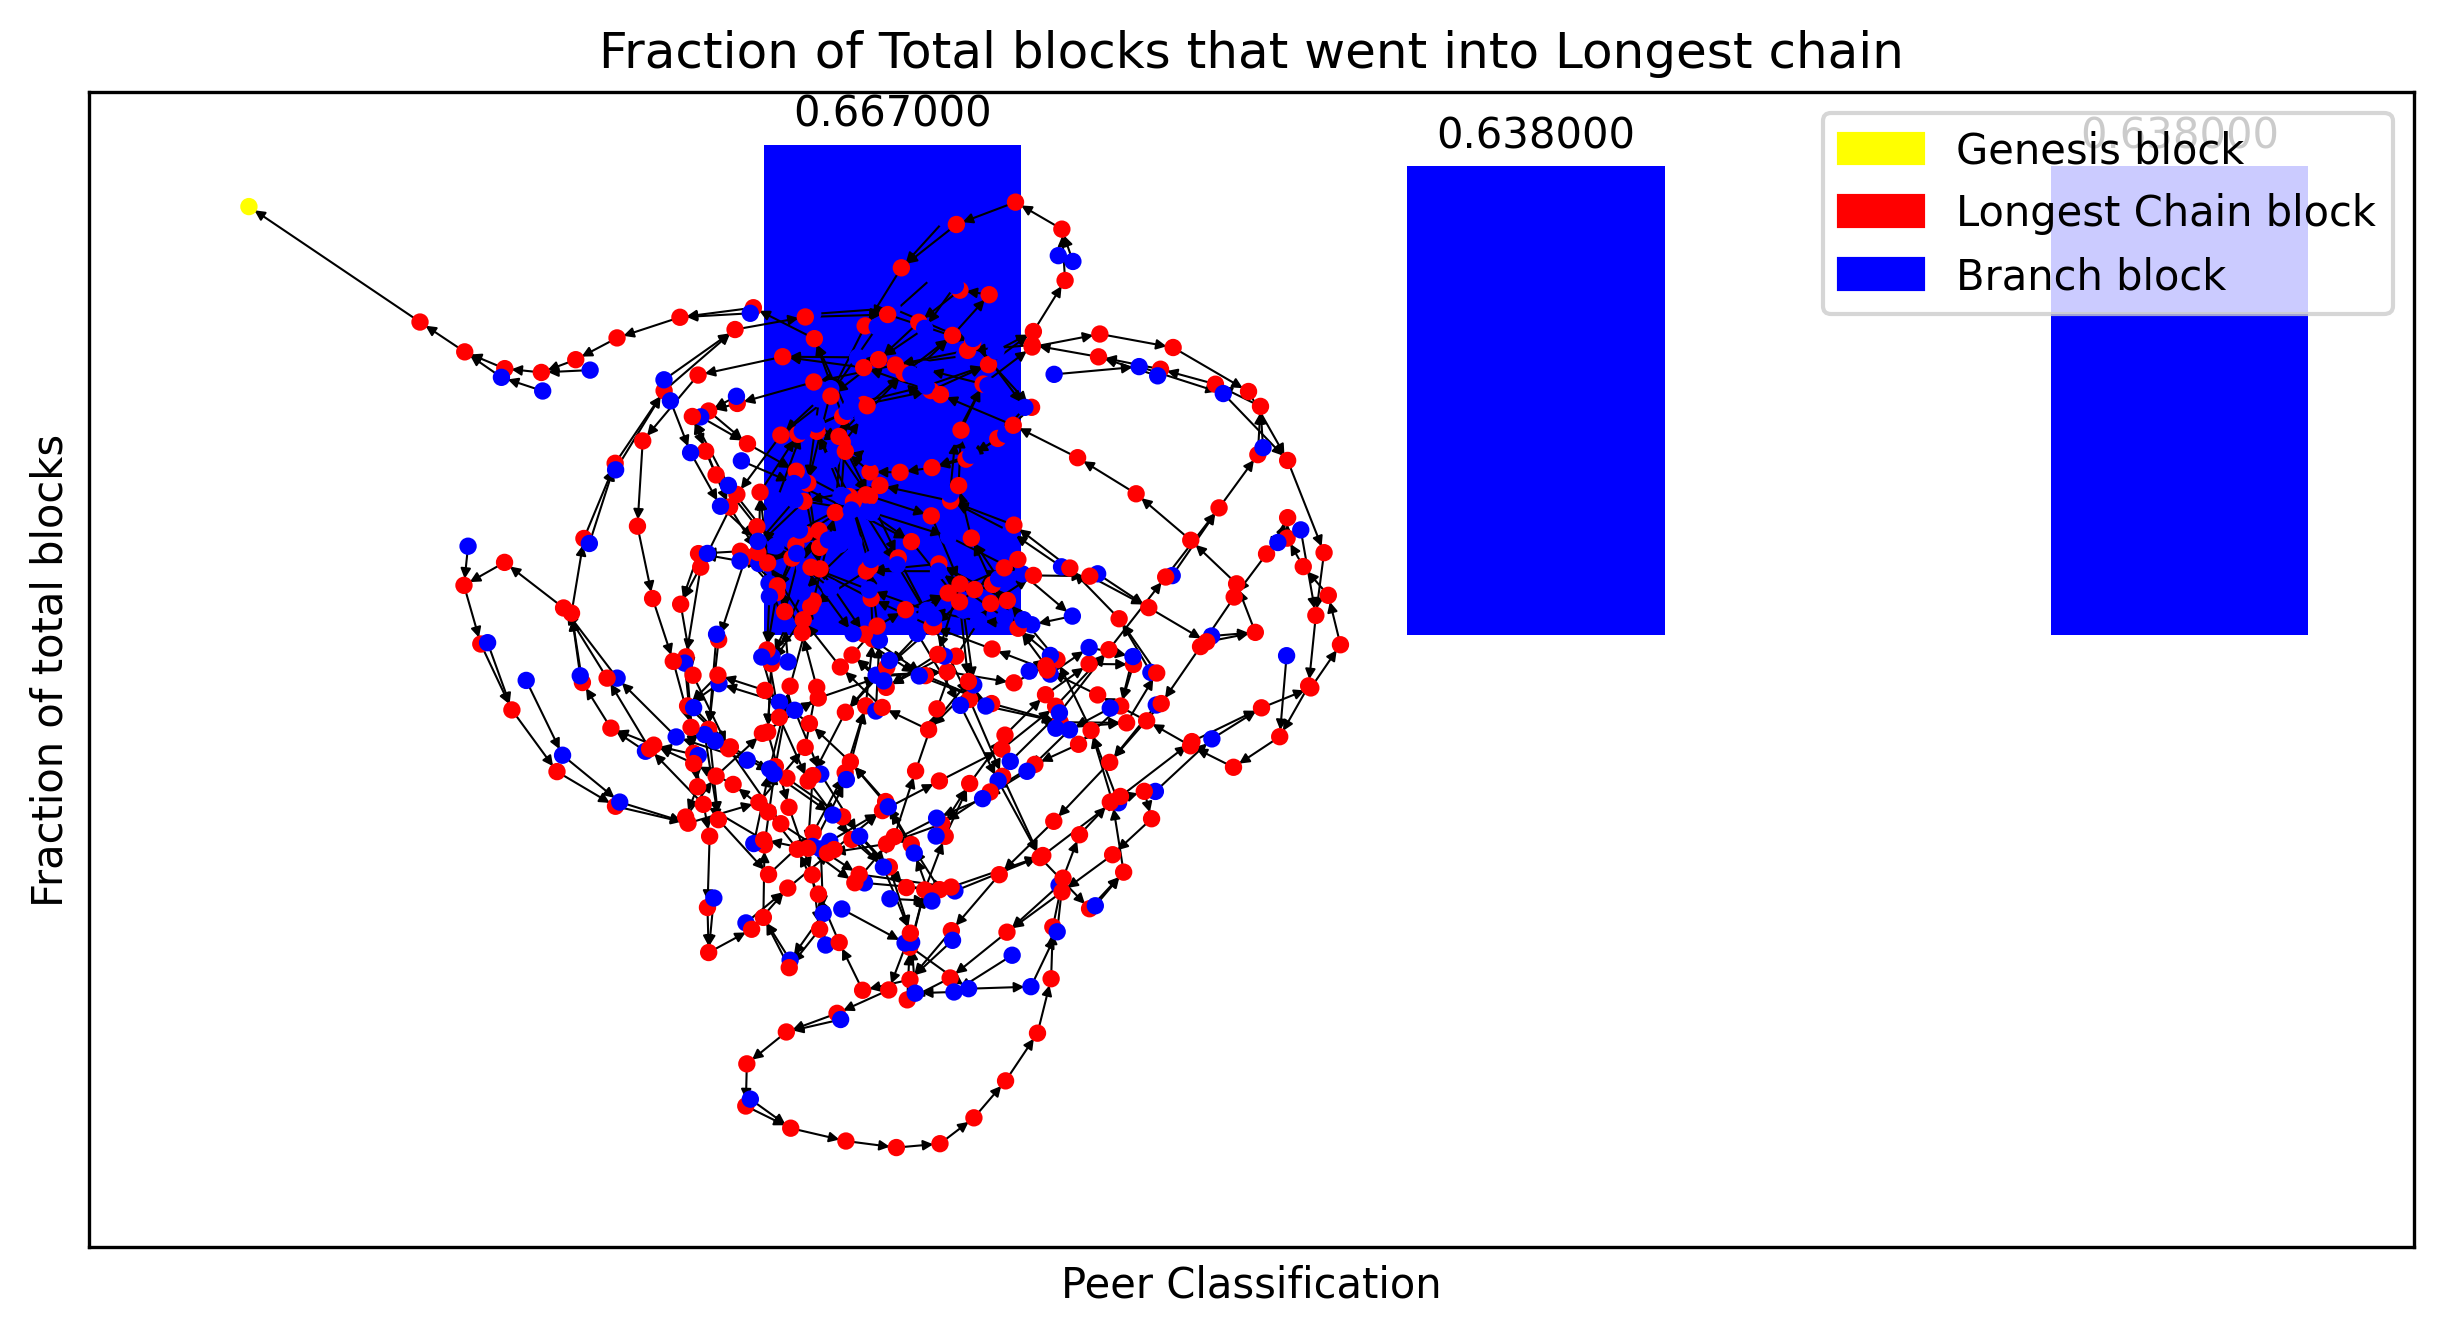 Fraction of Total blocks that went into Longest chain
0.667000
0.638000
0.638000
Genesis block
Longest Chain block
Branch block
Fraction of total blocks
Peer Classification